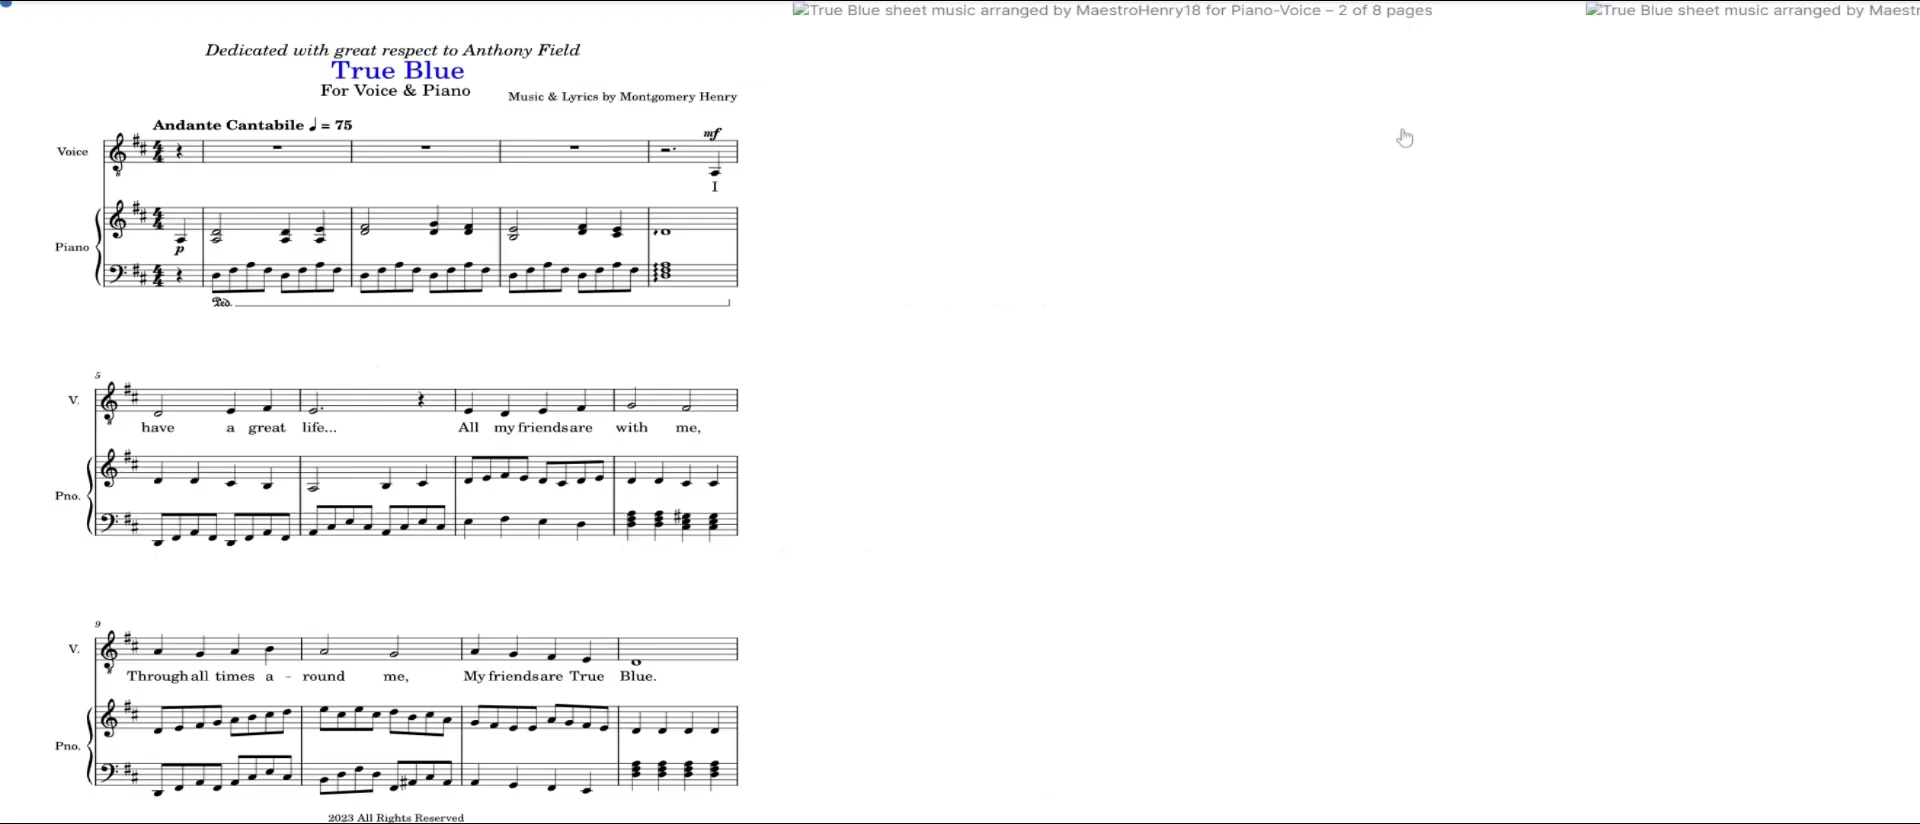 True Blue sheet music arranged by MaestroHenry18 for Piano-Voice – 2 of 8 pages
True Blue sheet music arranged by Maest
Dedicated with great respect to Anthony Field
True Blue
For Voice & Piano
Music & Lyrics by Montgomery Henry
Andante Cantabile ♩ = 75
mf
Voice
I
Piano
p
Ped.
5
V.
have a great life... All my friends are with me,
Pno.
9
V.
Through all times a - round me, My friends are True Blue.
Pno.
2023 All Rights Reserved